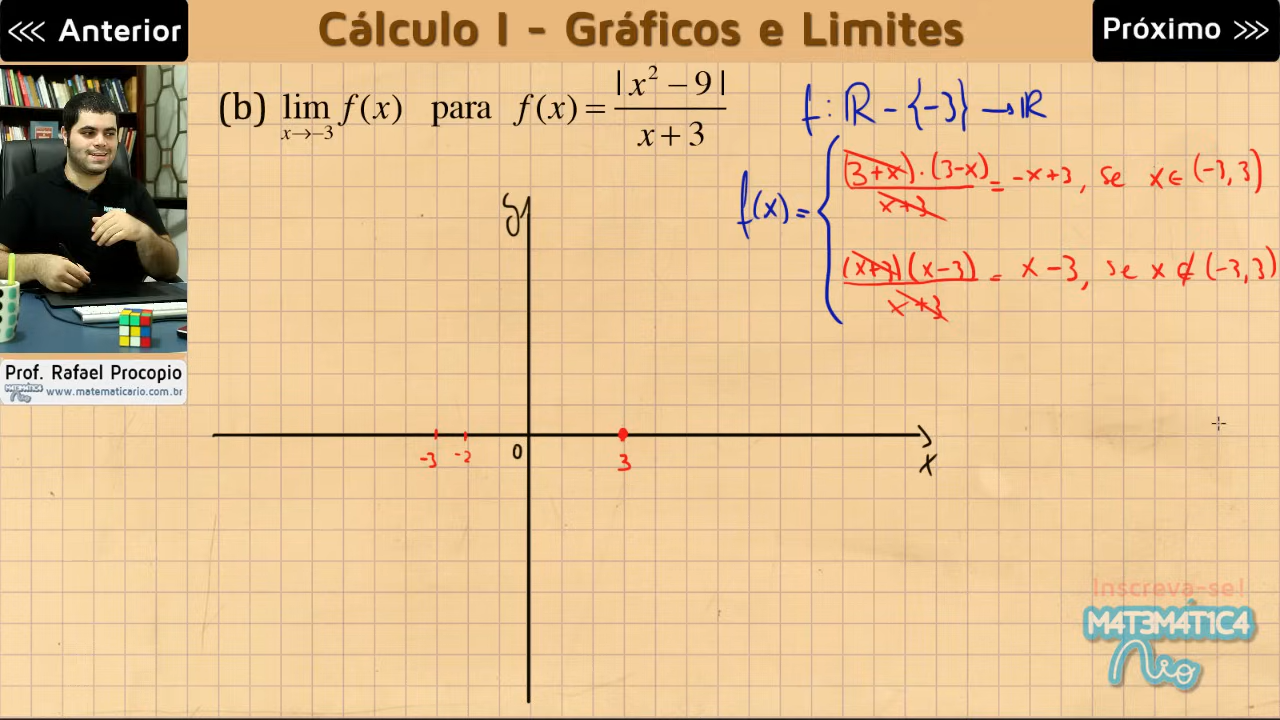 <<< Anterior
Cálculo I - Gráficos e Limites
Próximo >>>
(b) lim x→-3 f(x) para f(x) = |x² - 9| / x + 3
f: ℝ - {-3} → ℝ
f(x) = {
(3+x).(3-x) / x+3 = -x+3, se x ∈ (-3, 3)
(x+3)(x-3) / x+3 = x-3, se x ∉ (-3, 3)
y
Prof. Rafael Procopio
MATEMÁTICA Rio www.matematicario.com.br
-3 -2 0 3 x
Inscreva-se!
M4T3M4T1C4
Rio